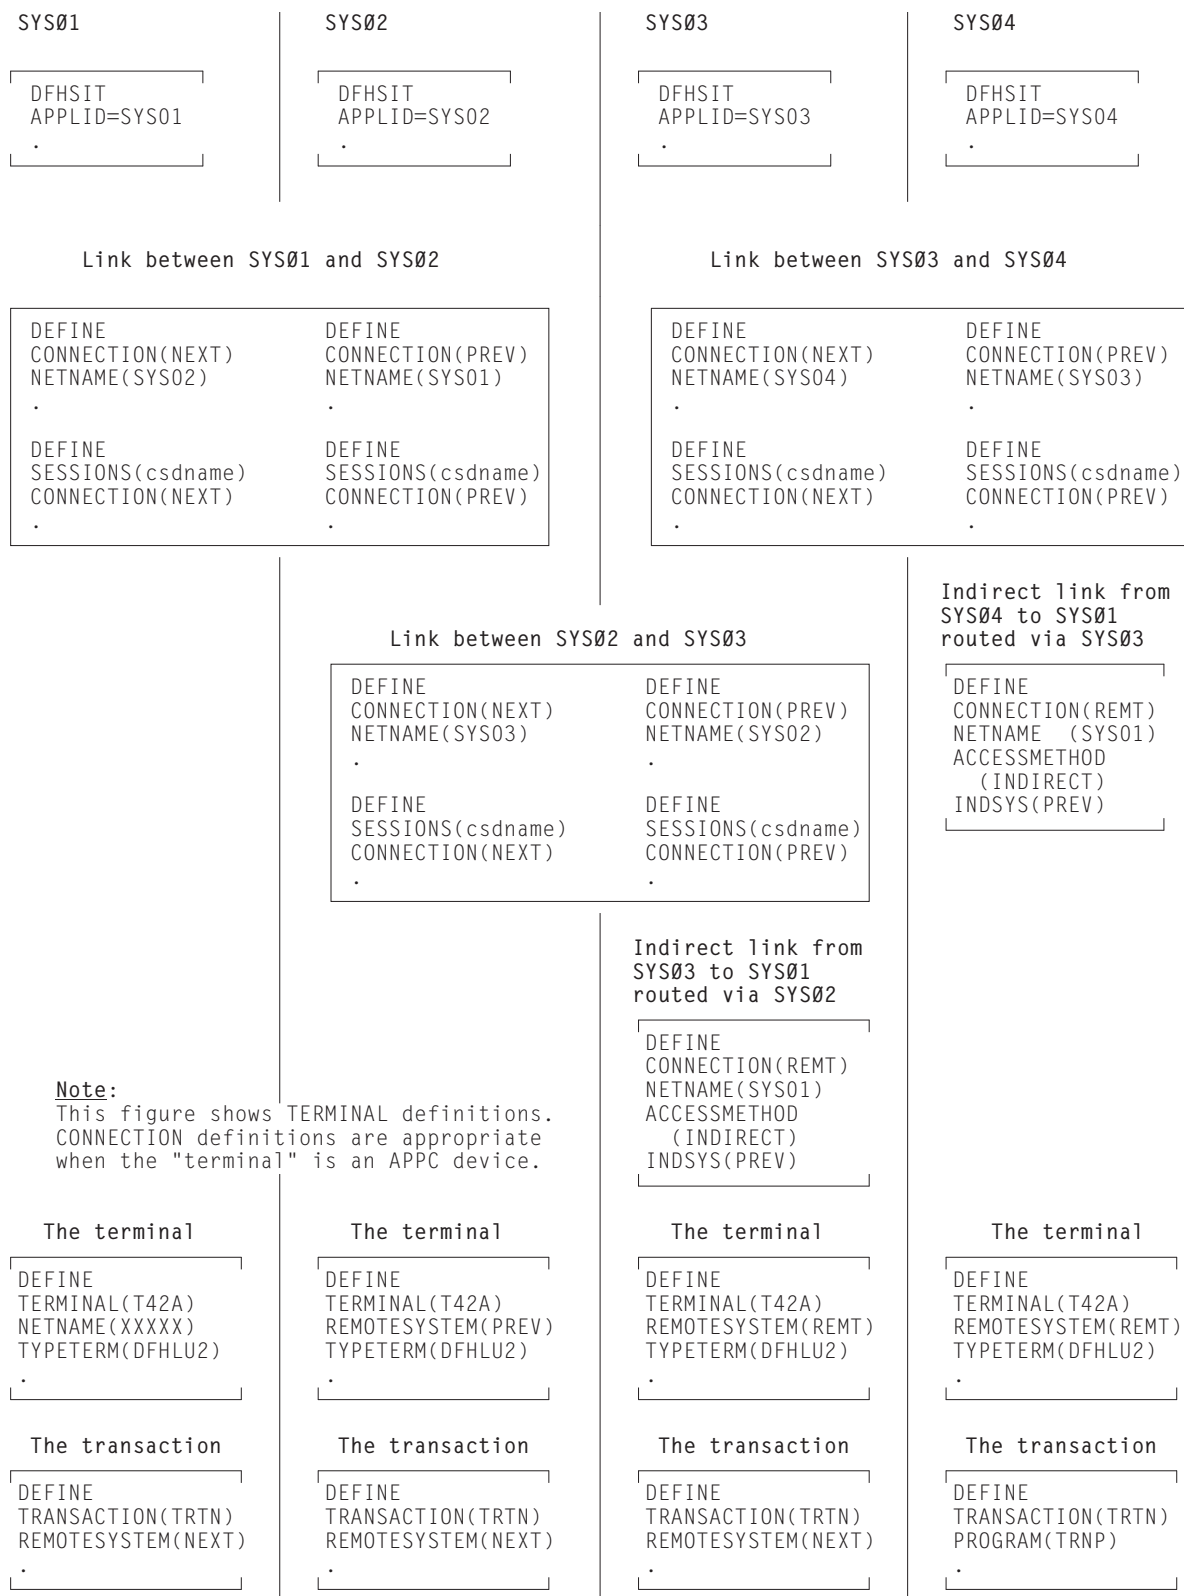 SYSØ1
SYSØ2
SYSØ3
SYSØ4
DFHSIT
APPLID=SYS01
.
DFHSIT
APPLID=SYS02
.
DFHSIT
APPLID=SYS03
.
DFHSIT
APPLID=SYS04
.
Link between SYSØ1 and SYSØ2
DEFINE
CONNECTION(NEXT)
NETNAME(SYS02)
.
DEFINE
SESSIONS(csdname)
CONNECTION(NEXT)
.
DEFINE
CONNECTION(PREV)
NETNAME(SYS01)
.
DEFINE
SESSIONS(csdname)
CONNECTION(PREV)
.
Link between SYSØ3 and SYSØ4
DEFINE
CONNECTION(NEXT)
NETNAME(SYS04)
.
DEFINE
SESSIONS(csdname)
CONNECTION(NEXT)
.
DEFINE
CONNECTION(PREV)
NETNAME(SYS03)
.
DEFINE
SESSIONS(csdname)
CONNECTION(PREV)
.
Link between SYSØ2 and SYSØ3
DEFINE
CONNECTION(NEXT)
NETNAME(SYS03)
.
DEFINE
SESSIONS(csdname)
CONNECTION(NEXT)
.
DEFINE
CONNECTION(PREV)
NETNAME(SYS02)
.
DEFINE
SESSIONS(csdname)
CONNECTION(PREV)
.
Indirect link from
SYSØ4 to SYSØ1
routed via SYSØ3
DEFINE
CONNECTION(REMT)
NETNAME (SYS01)
ACCESSMETHOD
(INDIRECT)
INDSYS(PREV)
Indirect link from
SYSØ3 to SYSØ1
routed via SYSØ2
DEFINE
CONNECTION(REMT)
NETNAME(SYS01)
ACCESSMETHOD
(INDIRECT)
INDSYS(PREV)
Note:
This figure shows TERMINAL definitions.
CONNECTION definitions are appropriate
when the "terminal" is an APPC device.
The terminal
DEFINE
TERMINAL(T42A)
NETNAME(XXXXX)
TYPETERM(DFHLU2)
.
The terminal
DEFINE
TERMINAL(T42A)
REMOTESYSTEM(PREV)
TYPETERM(DFHLU2)
.
The terminal
DEFINE
TERMINAL(T42A)
REMOTESYSTEM(REMT)
TYPETERM(DFHLU2)
.
The terminal
DEFINE
TERMINAL(T42A)
REMOTESYSTEM(REMT)
TYPETERM(DFHLU2)
.
The transaction
DEFINE
TRANSACTION(TRTN)
REMOTESYSTEM(NEXT)
.
The transaction
DEFINE
TRANSACTION(TRTN)
REMOTESYSTEM(NEXT)
.
The transaction
DEFINE
TRANSACTION(TRTN)
REMOTESYSTEM(NEXT)
.
The transaction
DEFINE
TRANSACTION(TRTN)
PROGRAM(TRNP)
.